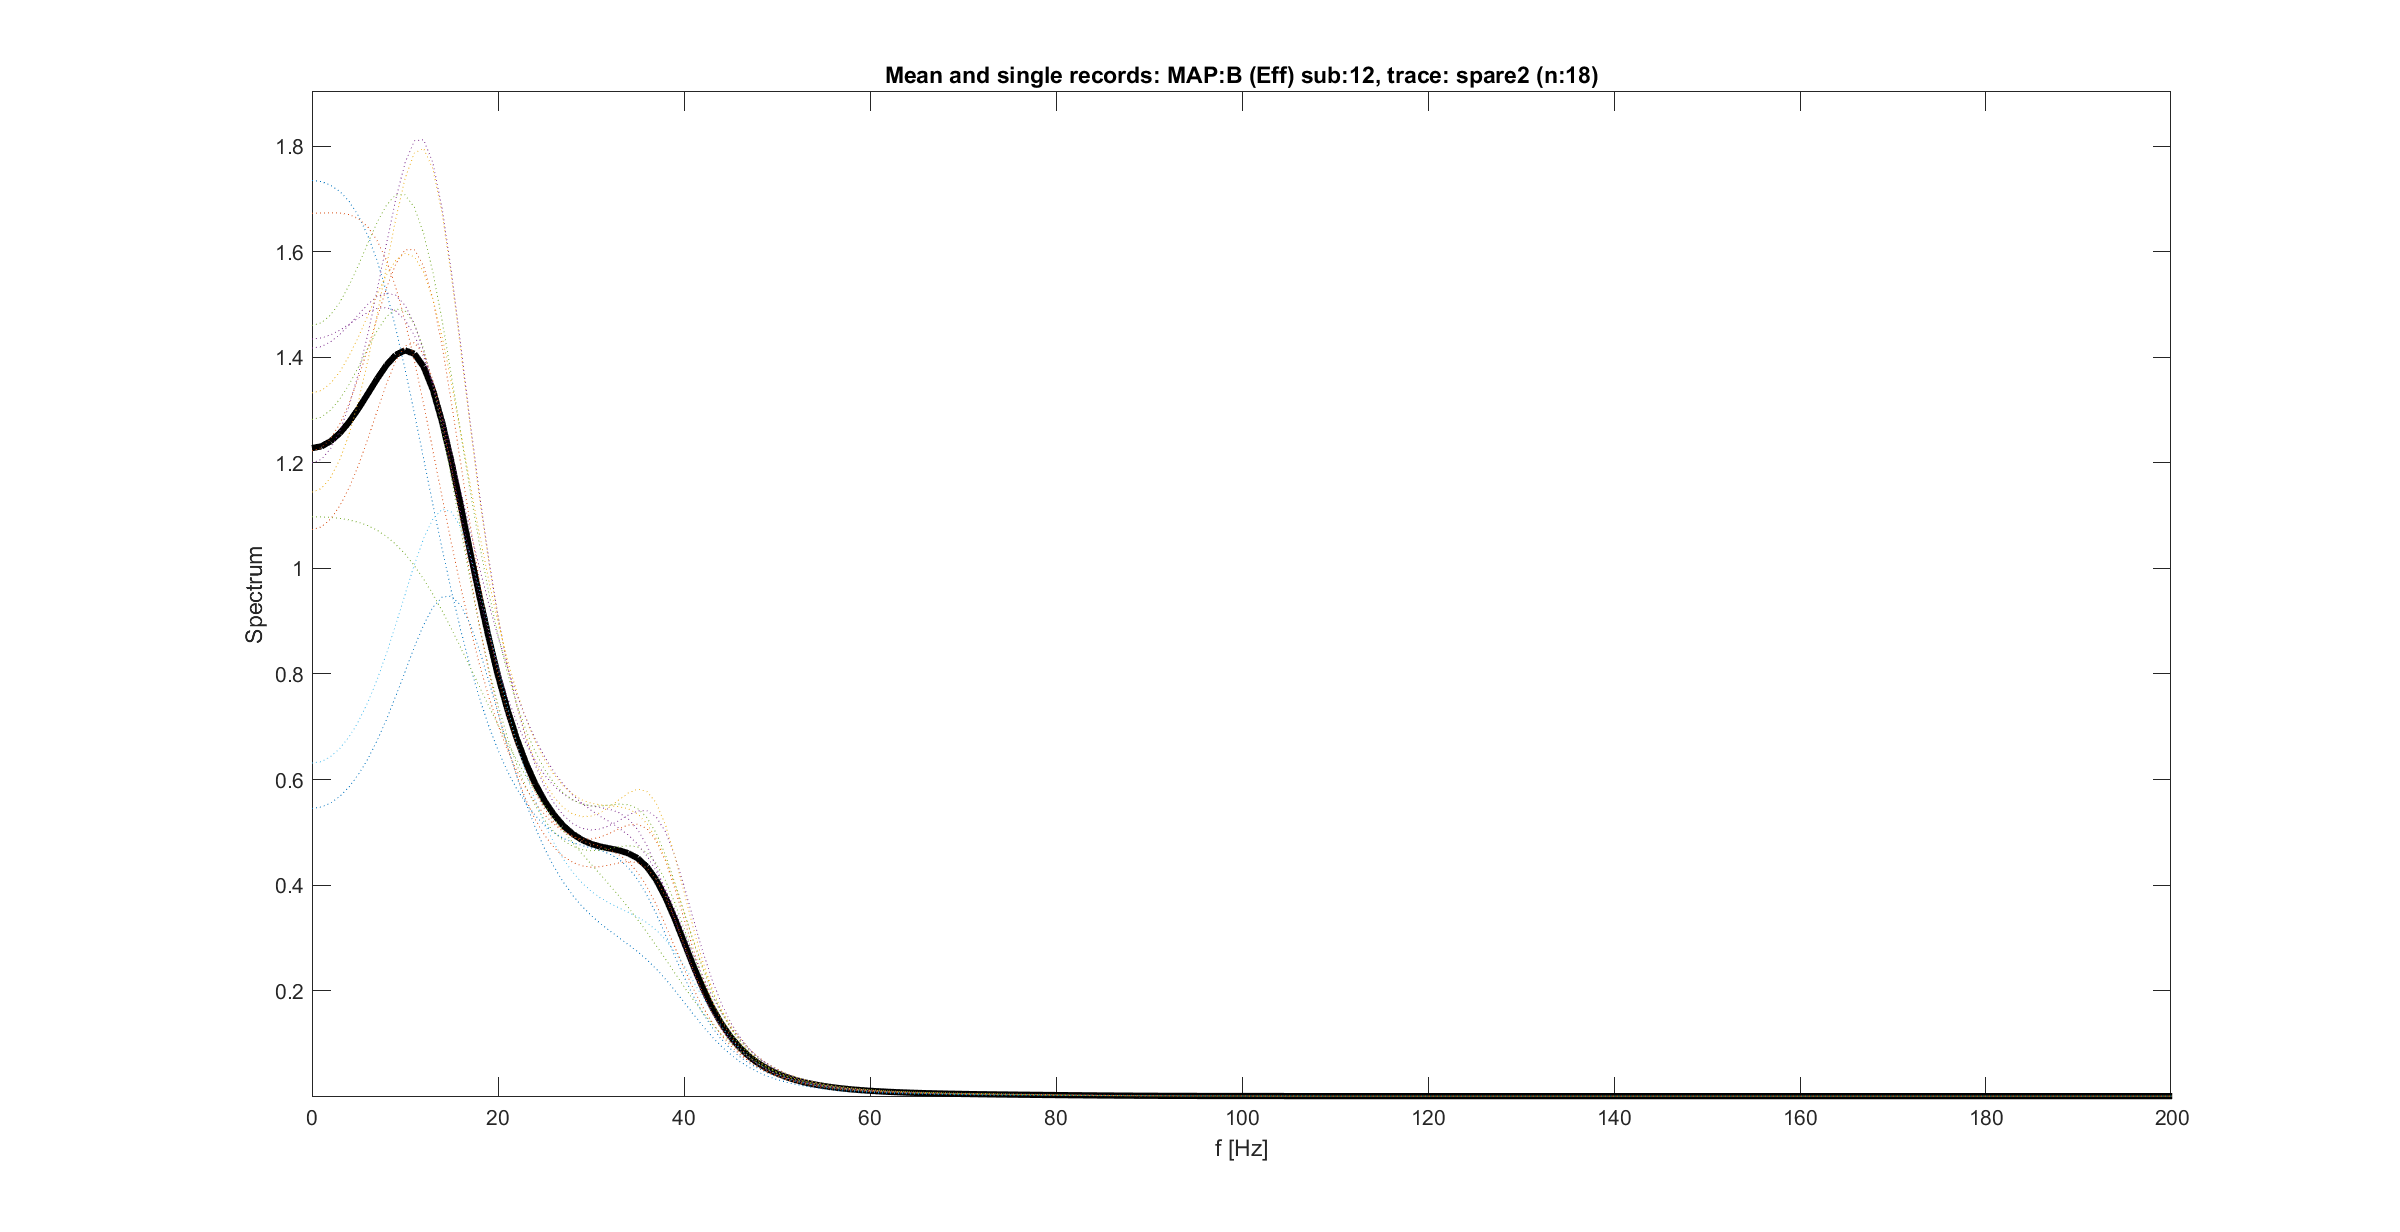 Mean and single records: MAP:B (Eff) sub:12, trace: spare2 (n:18)
1.8
1.6
1.4
1.2
1
0.8
0.6
0.4
0.2
Spectrum
0 20 40 60 80 100 120 140 160 180 200
f [Hz]